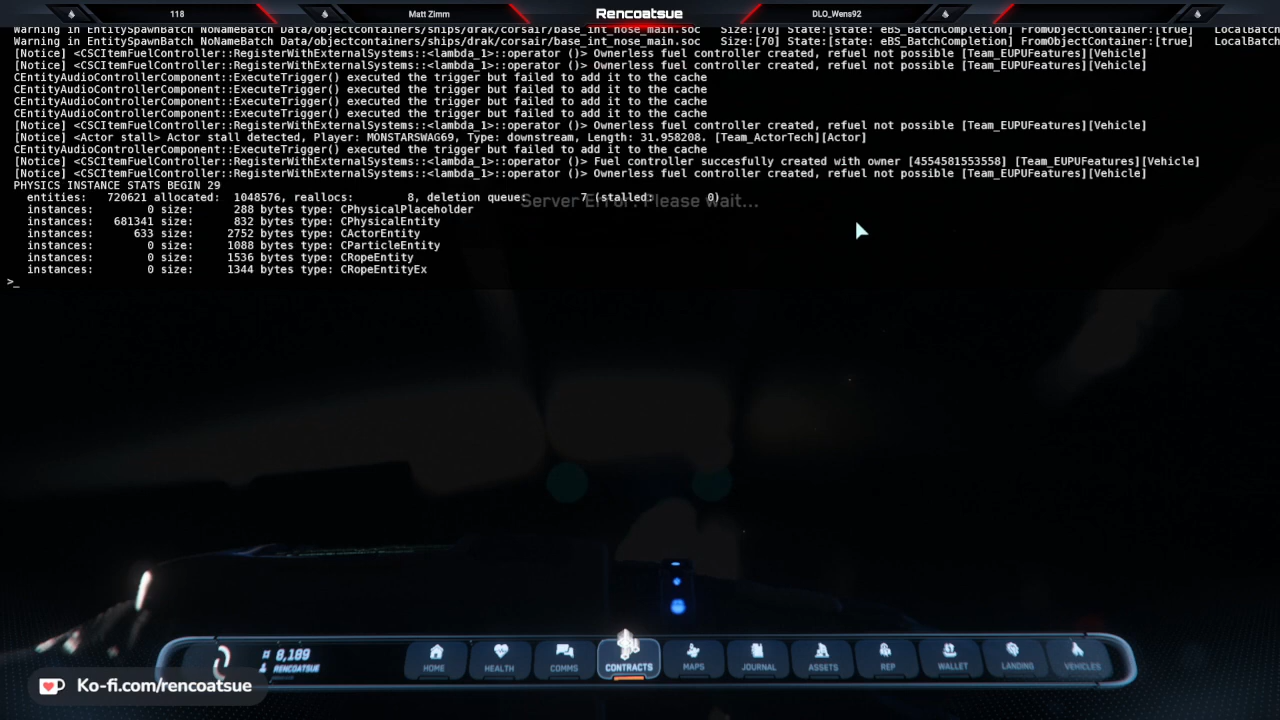 118
Matt Zimm
Rencoatsue
DLO_Wens92
Warning in EntitySpawnBatch NoNameBatch Data/objectcontainers/ships/drak/corsair/base_int_nose_main.soc Size:[70] State:[state: eBS_BatchCompletion] FromObjectContainer:[true] LocalBatch
Warning in EntitySpawnBatch NoNameBatch Data/objectcontainers/ships/drak/corsair/base_int_nose_main.soc Size:[70] State:[state: eBS_BatchCompletion] FromObjectContainer:[true] LocalBatch
[Notice] <CSCItemFuelController::RegisterWithExternalSystems::<lambda_1>::operator ()> Ownerless fuel controller created, refuel not possible [Team_EUPUFeatures][Vehicle]
[Notice] <CSCItemFuelController::RegisterWithExternalSystems::<lambda_1>::operator ()> Ownerless fuel controller created, refuel not possible [Team_EUPUFeatures][Vehicle]
CEntityAudioControllerComponent::ExecuteTrigger() executed the trigger but failed to add it to the cache
CEntityAudioControllerComponent::ExecuteTrigger() executed the trigger but failed to add it to the cache
CEntityAudioControllerComponent::ExecuteTrigger() executed the trigger but failed to add it to the cache
CEntityAudioControllerComponent::ExecuteTrigger() executed the trigger but failed to add it to the cache
[Notice] <CSCItemFuelController::RegisterWithExternalSystems::<lambda_1>::operator ()> Ownerless fuel controller created, refuel not possible [Team_EUPUFeatures][Vehicle]
[Notice] <Actor stall> Actor stall detected, Player: MONSTARSWAG69, Type: downstream, Length: 31.958208. [Team_ActorTech][Actor]
CEntityAudioControllerComponent::ExecuteTrigger() executed the trigger but failed to add it to the cache
[Notice] <CSCItemFuelController::RegisterWithExternalSystems::<lambda_1>::operator ()> Fuel controller succesfully created with owner [4554581553558] [Team_EUPUFeatures][Vehicle]
[Notice] <CSCItemFuelController::RegisterWithExternalSystems::<lambda_1>::operator ()> Ownerless fuel controller created, refuel not possible [Team_EUPUFeatures][Vehicle]
PHYSICS INSTANCE STATS BEGIN 29
entities: 720621 allocated: 1048576, reallocs: 8, deletion queue: 7 (stalled: 0)
Server Error. Please wait...
instances: 0 size: 288 bytes type: CPhysicalPlaceholder
instances: 681341 size: 832 bytes type: CPhysicalEntity
instances: 633 size: 2752 bytes type: CActorEntity
instances: 0 size: 1088 bytes type: CParticleEntity
instances: 0 size: 1536 bytes type: CRopeEntity
instances: 0 size: 1344 bytes type: CRopeEntityEx
>_
8,189
RENCOATSUE
HOME
HEALTH
COMMS
CONTRACTS
MAPS
JOURNAL
ASSETS
REP
WALLET
LANDING
VEHICLES
Ko-fi.com/rencoatsue